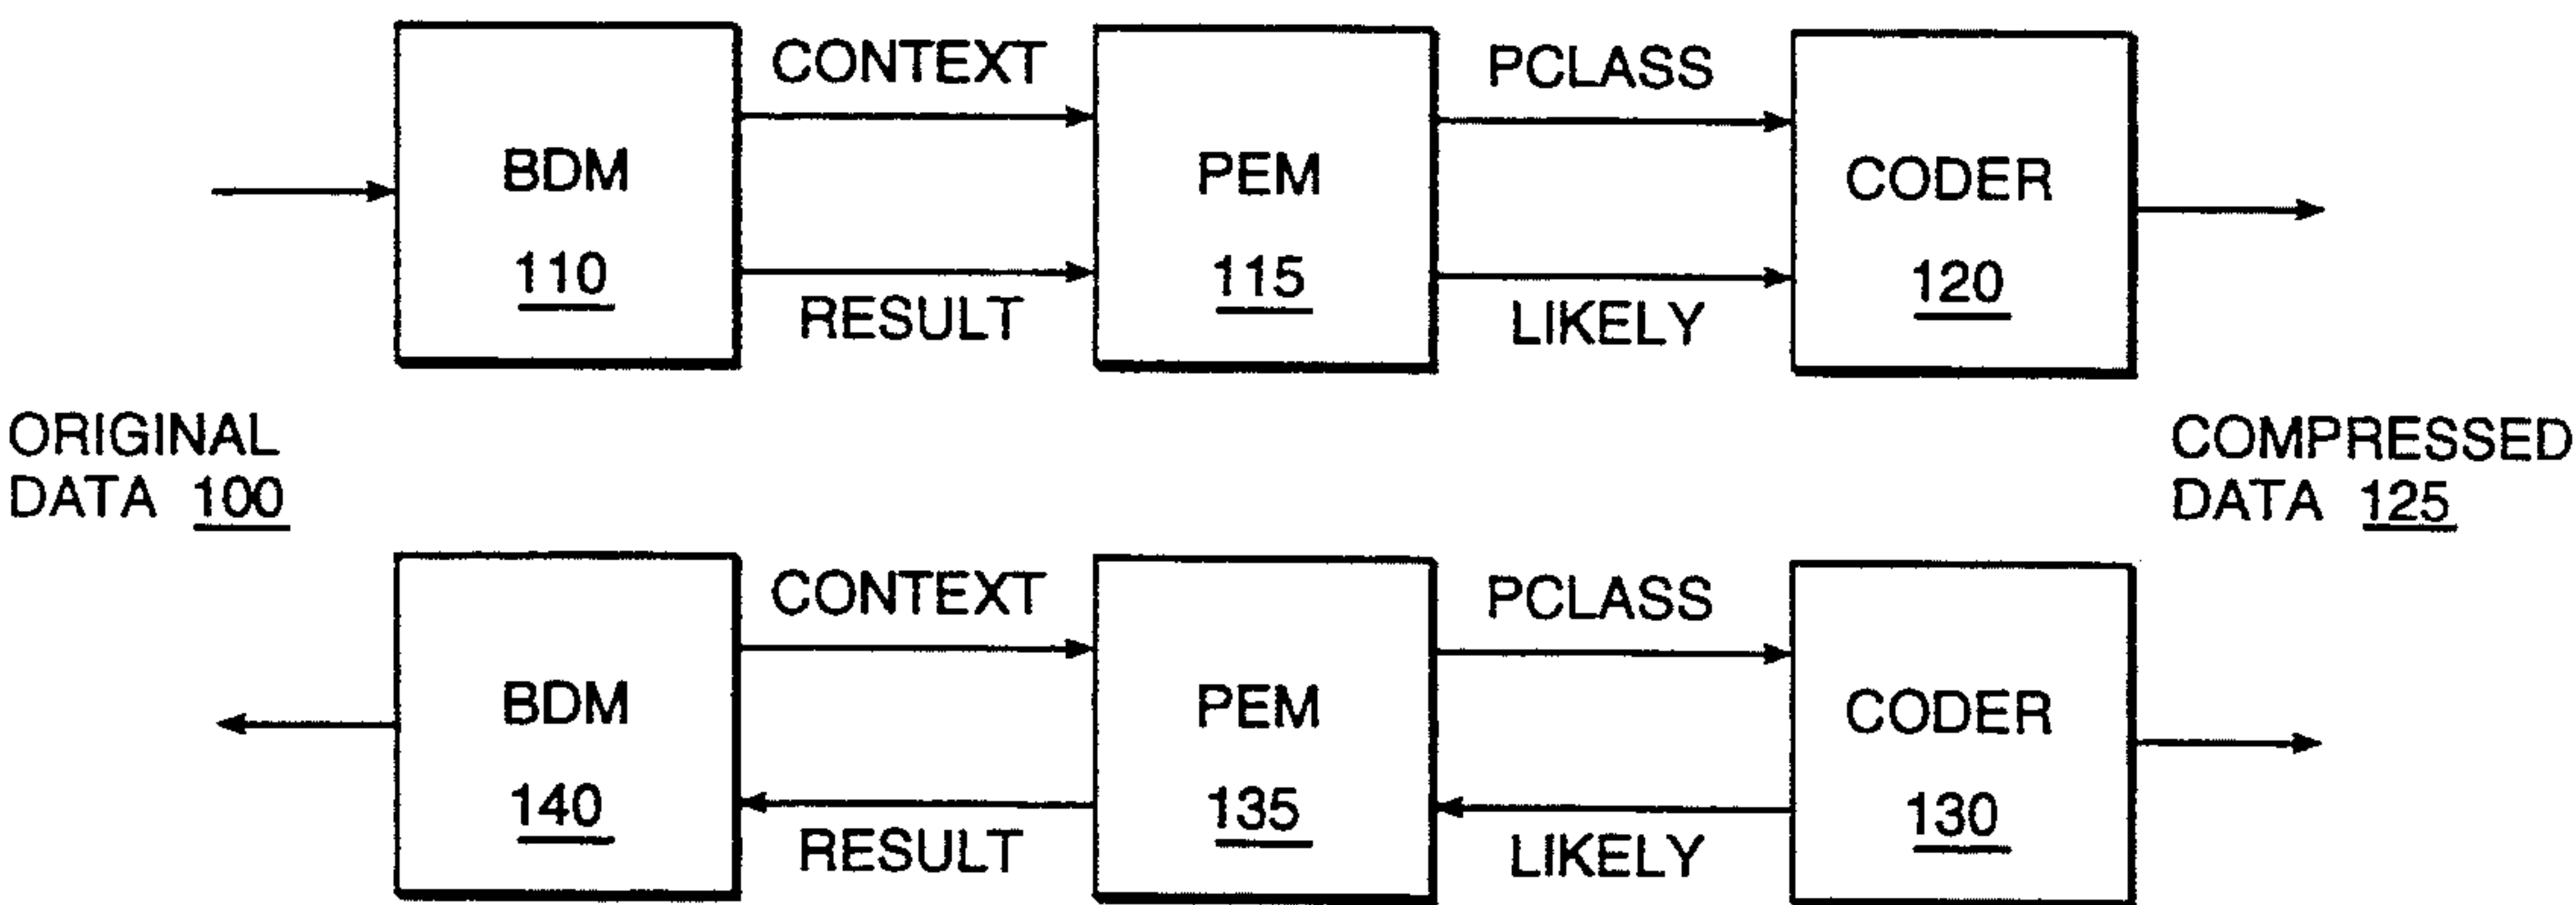 CONTEXT
PCLASS
BDM
PEM
CODER
110
115
120
RESULT
LIKELY
ORIGINAL
DATA 100
COMPRESSED
DATA 125
CONTEXT
PCLASS
BDM
PEM
CODER
140
135
130
RESULT
LIKELY